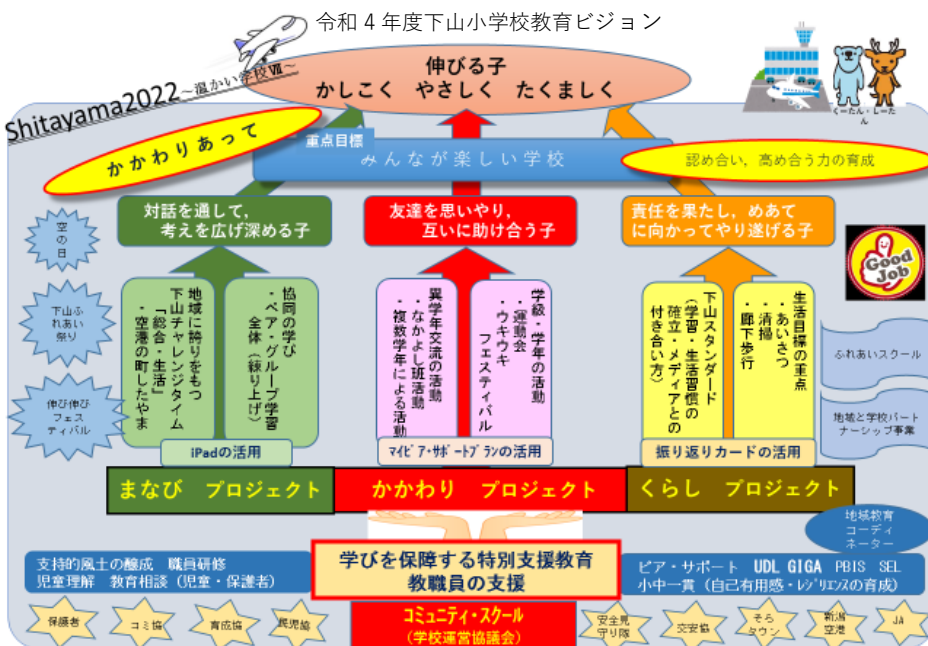 令和４年度下山小学校教育ビジョン
Shitayama2022～温かい学校Ⅶ～
伸びる子
かしこく　やさしく　たくましく
くーたん・しーたん
かかわりあって
重点目標
みんなが楽しい学校
認め合い，高め合う力の育成
対話を通して，
考えを広げ深める子
友達を思いやり，
互いに助け合う子
責任を果たし，めあて
に向かってやり遂げる子
空の日
下山ふれあい祭り
伸び伸びフェスティバル
Good Job
ふれあいスクール
地域と学校パートナーシップ事業
地域に誇りをもつ
下山チャレンジタイム
「総合・生活」
・空港の町したやま
協同の学び
・ペア・グループ学習
全体（練り上げ）
異学年交流の活動
・なかよし班活動
・複数学年による活動
学級・学年の活動
・運動会
・ウキウキ
フェスティバル
下山スタンダード
（学習・生活習慣の
確立・メディアとの
付き合い方）
生活目標の重点
・あいさつ
・清掃
・廊下歩行
iPadの活用
マイピア・サポートプランの活用
振り返りカードの活用
まなび　プロジェクト
かかわり　プロジェクト
くらし　プロジェクト
地域教育コーディネーター
支持的風土の醸成　職員研修
児童理解　教育相談（児童・保護者）
学びを保障する特別支援教育
教職員の支援
ピア・サポート　UDL GIGA　PBIS　SEL
小中一貫（自己有用感・レジリエンスの育成）
コミュニティ・スクール
（学校運営協議会）
保護者
コミ協
育成協
民児協
安全見守り隊
交安協
そらタウン
新潟空港
JA